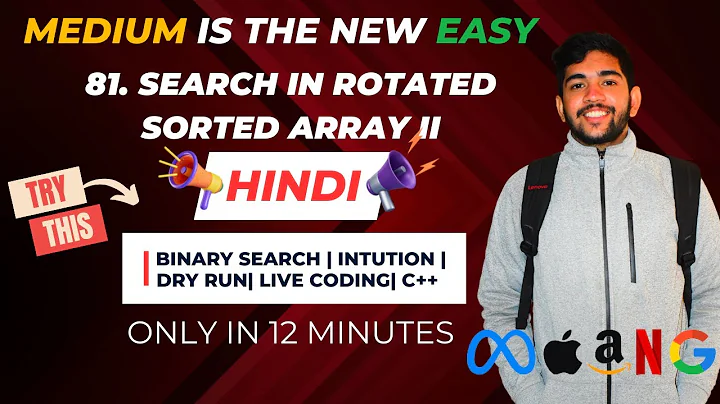 MEDIUM IS THE NEW EASY
81. SEARCH IN ROTATED
SORTED ARRAY II
HINDI
TRY
THIS
BINARY SEARCH | INTUTION |
DRY RUN| LIVE CODING| C++
ONLY IN 12 MINUTES
Lenovo
a N G